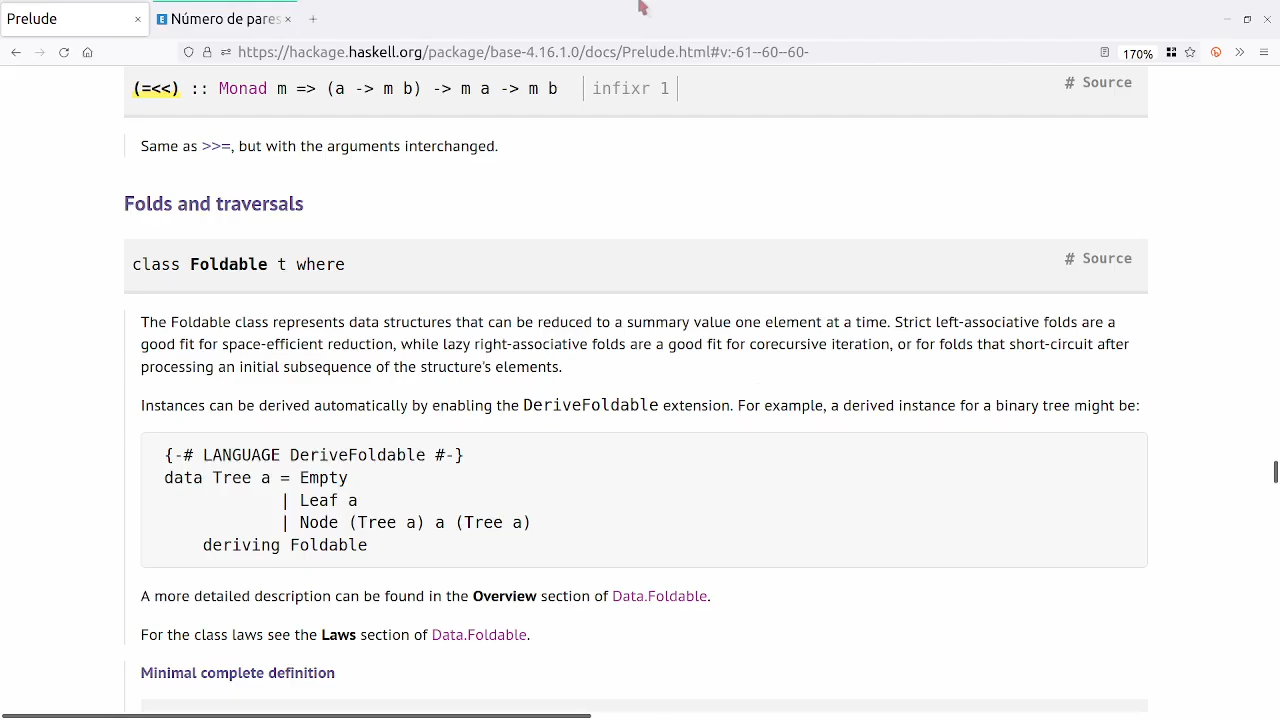 Prelude
Número de pares
https://hackage.haskell.org/package/base-4.16.1.0/docs/Prelude.html#v:-61--60--60-
170%
(=<<) :: Monad m => (a -> m b) -> m a -> m b infixr 1 # Source
Same as >>=, but with the arguments interchanged.
Folds and traversals
class Foldable t where # Source
The Foldable class represents data structures that can be reduced to a summary value one element at a time. Strict left-associative folds are a
good fit for space-efficient reduction, while lazy right-associative folds are a good fit for corecursive iteration, or for folds that short-circuit after
processing an initial subsequence of the structure's elements.
Instances can be derived automatically by enabling the DeriveFoldable extension. For example, a derived instance for a binary tree might be:
{-# LANGUAGE DeriveFoldable #-}
data Tree a = Empty
| Leaf a
| Node (Tree a) a (Tree a)
deriving Foldable
A more detailed description can be found in the Overview section of Data.Foldable.
For the class laws see the Laws section of Data.Foldable.
Minimal complete definition